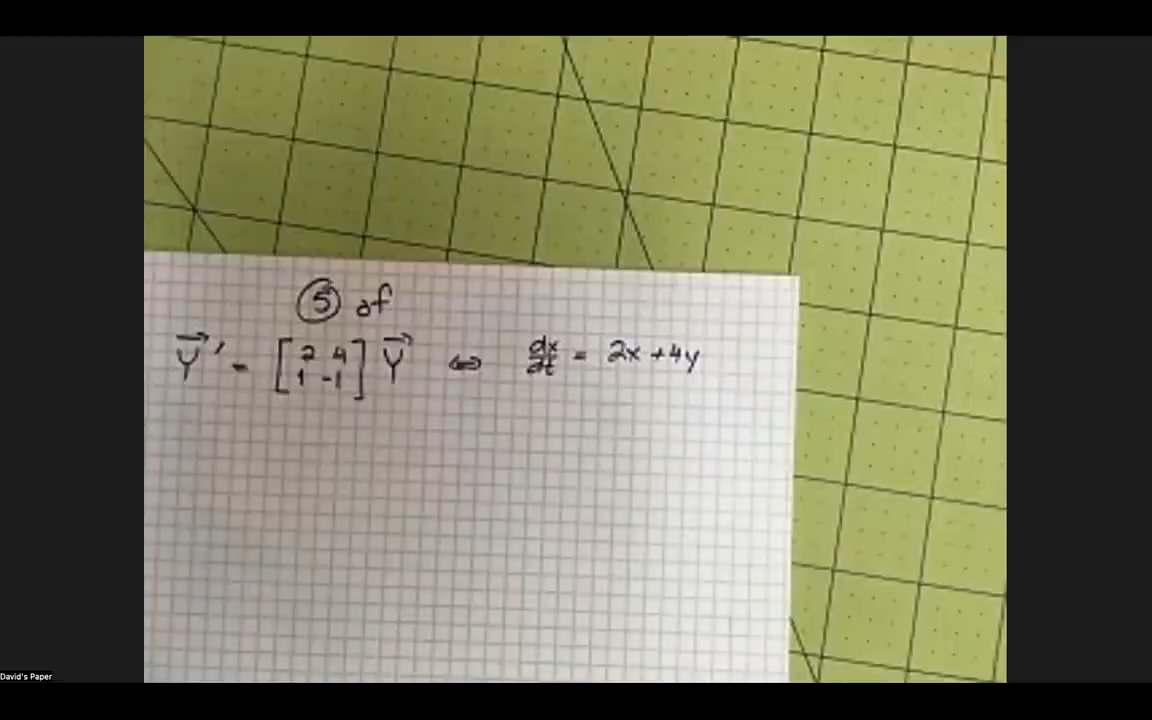 ⑤ of
Y⃗' = [2 4
1 -1] Y⃗ ⇔ dx/dt = 2x + 4y
David's Paper